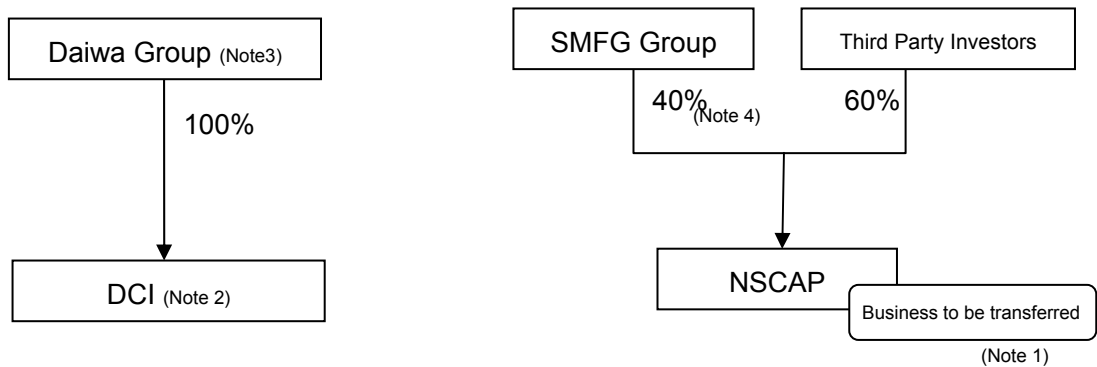 Daiwa Group (Note3)
100%
DCI (Note 2)
SMFG Group
Third Party Investors
40%
(Note 4)
60%
NSCAP
Business to be transferred
(Note 1)